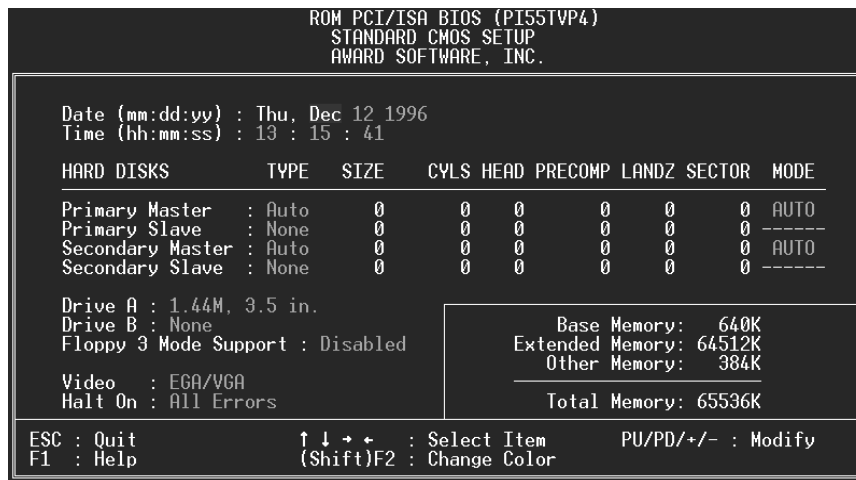 ROM PCI/ISA BIOS (PI55TVP4)
STANDARD CMOS SETUP
AWARD SOFTWARE, INC.
Date (mm:dd:yy) : Thu, Dec 12 1996
Time (hh:mm:ss) : 13 : 15 : 41
HARD DISKS TYPE SIZE CYLS HEAD PRECOMP LANDZ SECTOR MODE
Primary Master : Auto 0 0 0 0 0 0 AUTO
Primary Slave : None 0 0 0 0 0 0 ------
Secondary Master : Auto 0 0 0 0 0 0 AUTO
Secondary Slave : None 0 0 0 0 0 0 ------
Drive A : 1.44M, 3.5 in.
Drive B : None
Floppy 3 Mode Support : Disabled
Video : EGA/VGA
Halt On : All Errors
Base Memory: 640K
Extended Memory: 64512K
Other Memory: 384K
Total Memory: 65536K
ESC : Quit ↑ ↓ → ← : Select Item PU/PD/+/- : Modify
F1 : Help (Shift)F2 : Change Color